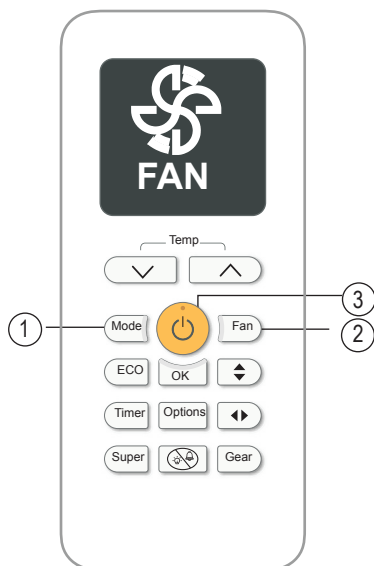 FAN
Temp
3
1
Mode
Fan
2
ECO
OK
Timer
Options
Super
Gear